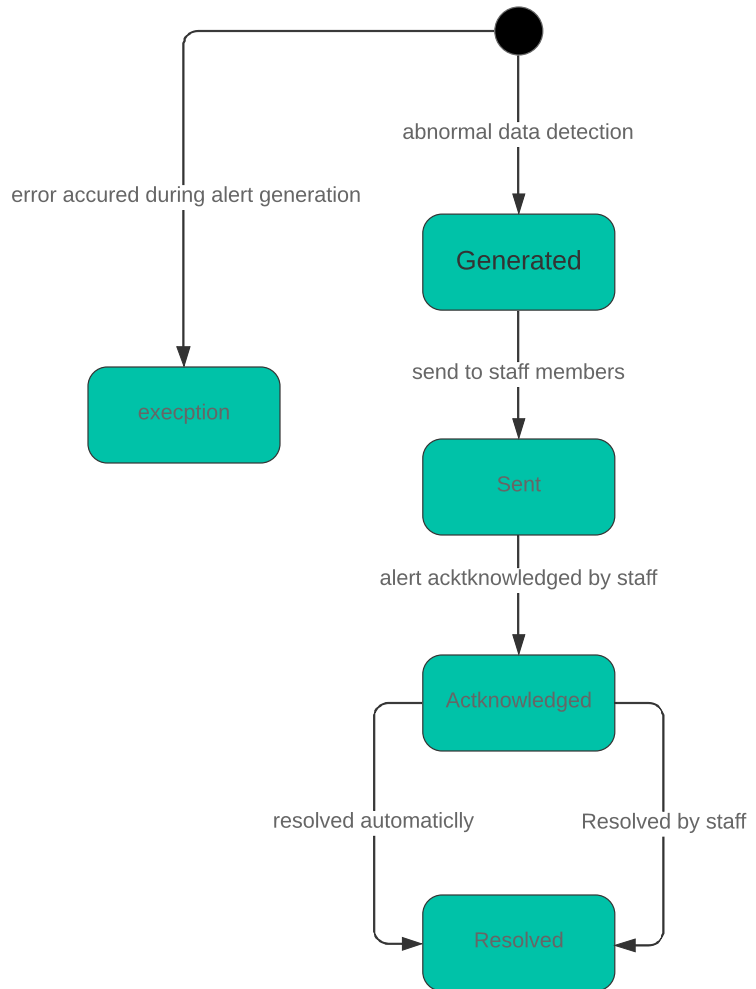 abnormal data detection
error accured during alert generation
Generated
send to staff members
execption
Sent
alert acktknowledged by staff
Actknowledged
resolved automaticlly
Resolved by staff
Resolved